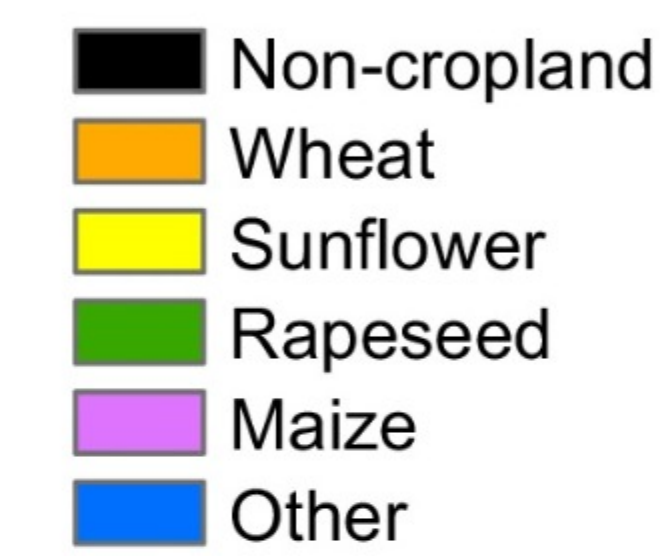 Non-cropland
Wheat
Sunflower
Rapeseed
Maize
Other